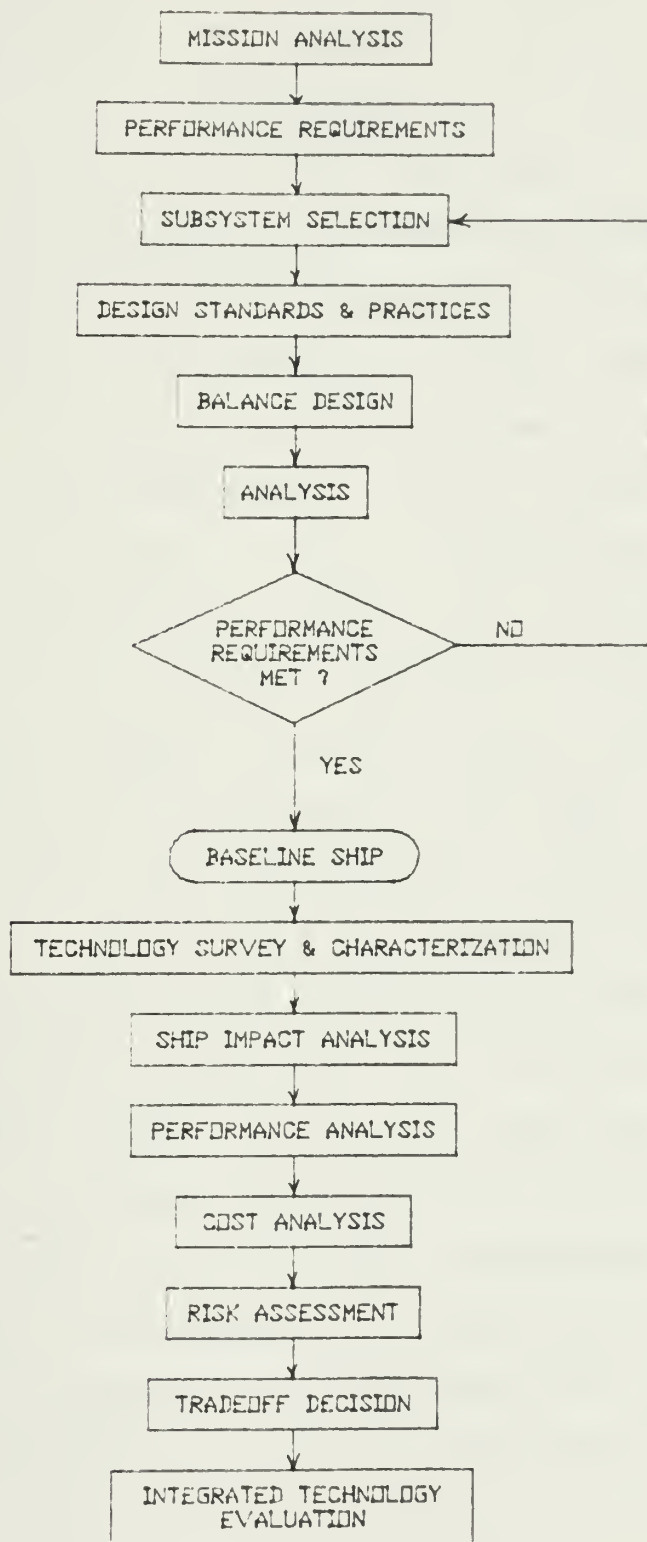 MISSION ANALYSIS
PERFORMANCE REQUIREMENTS
SUBSYSTEM SELECTION
DESIGN STANDARDS & PRACTICES
BALANCE DESIGN
ANALYSIS
PERFORMANCE
REQUIREMENTS
MET ?
NO
YES
BASELINE SHIP
TECHNOLOGY SURVEY & CHARACTERIZATION
SHIP IMPACT ANALYSIS
PERFORMANCE ANALYSIS
COST ANALYSIS
RISK ASSESSMENT
TRADEOFF DECISION
INTEGRATED TECHNOLOGY
EVALUATION